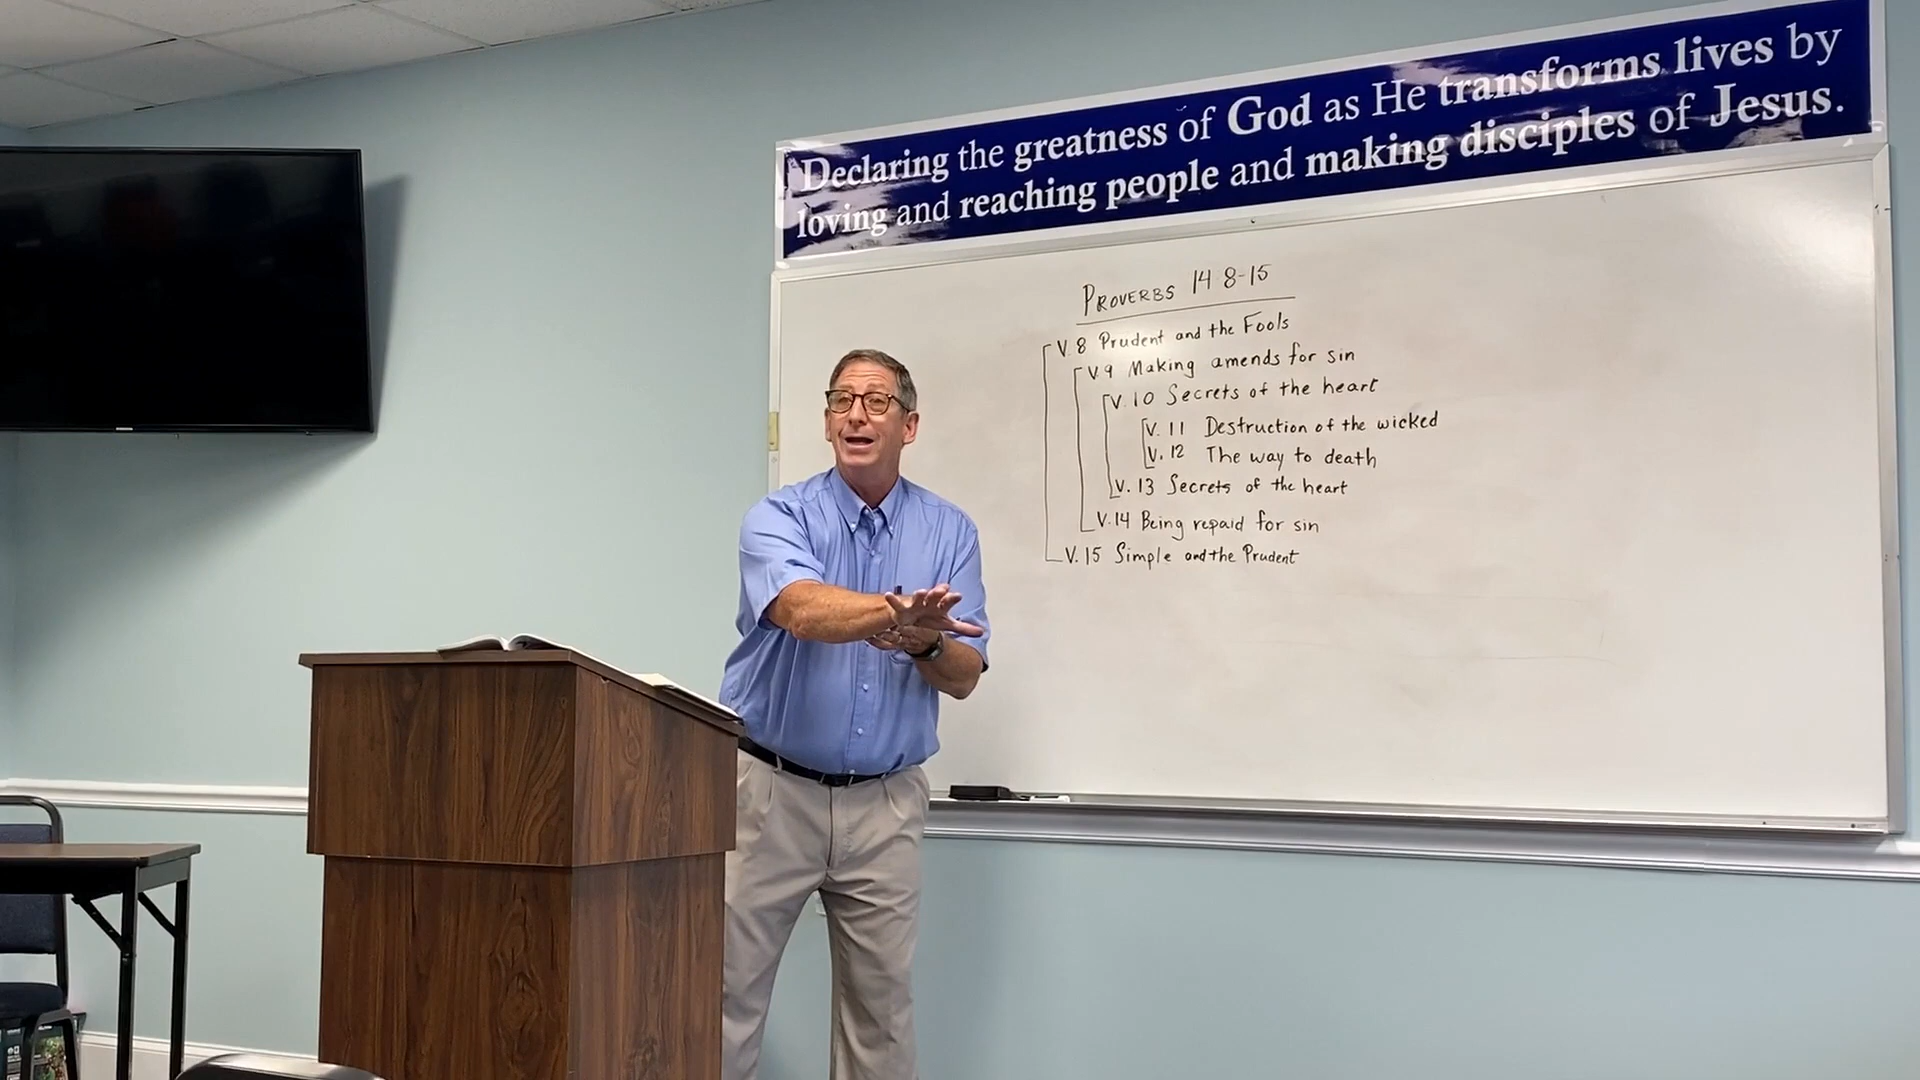 Declaring the greatness of God as He transforms lives by
loving and reaching people and making disciples of Jesus.
PROVERBS 14 8-15
V. 8 Prudent and the Fools
V. 9 Making amends for sin
V. 10 Secrets of the heart
V. 11 Destruction of the wicked
V. 12 The way to death
V. 13 Secrets of the heart
V. 14 Being repaid for sin
V. 15 Simple and the Prudent